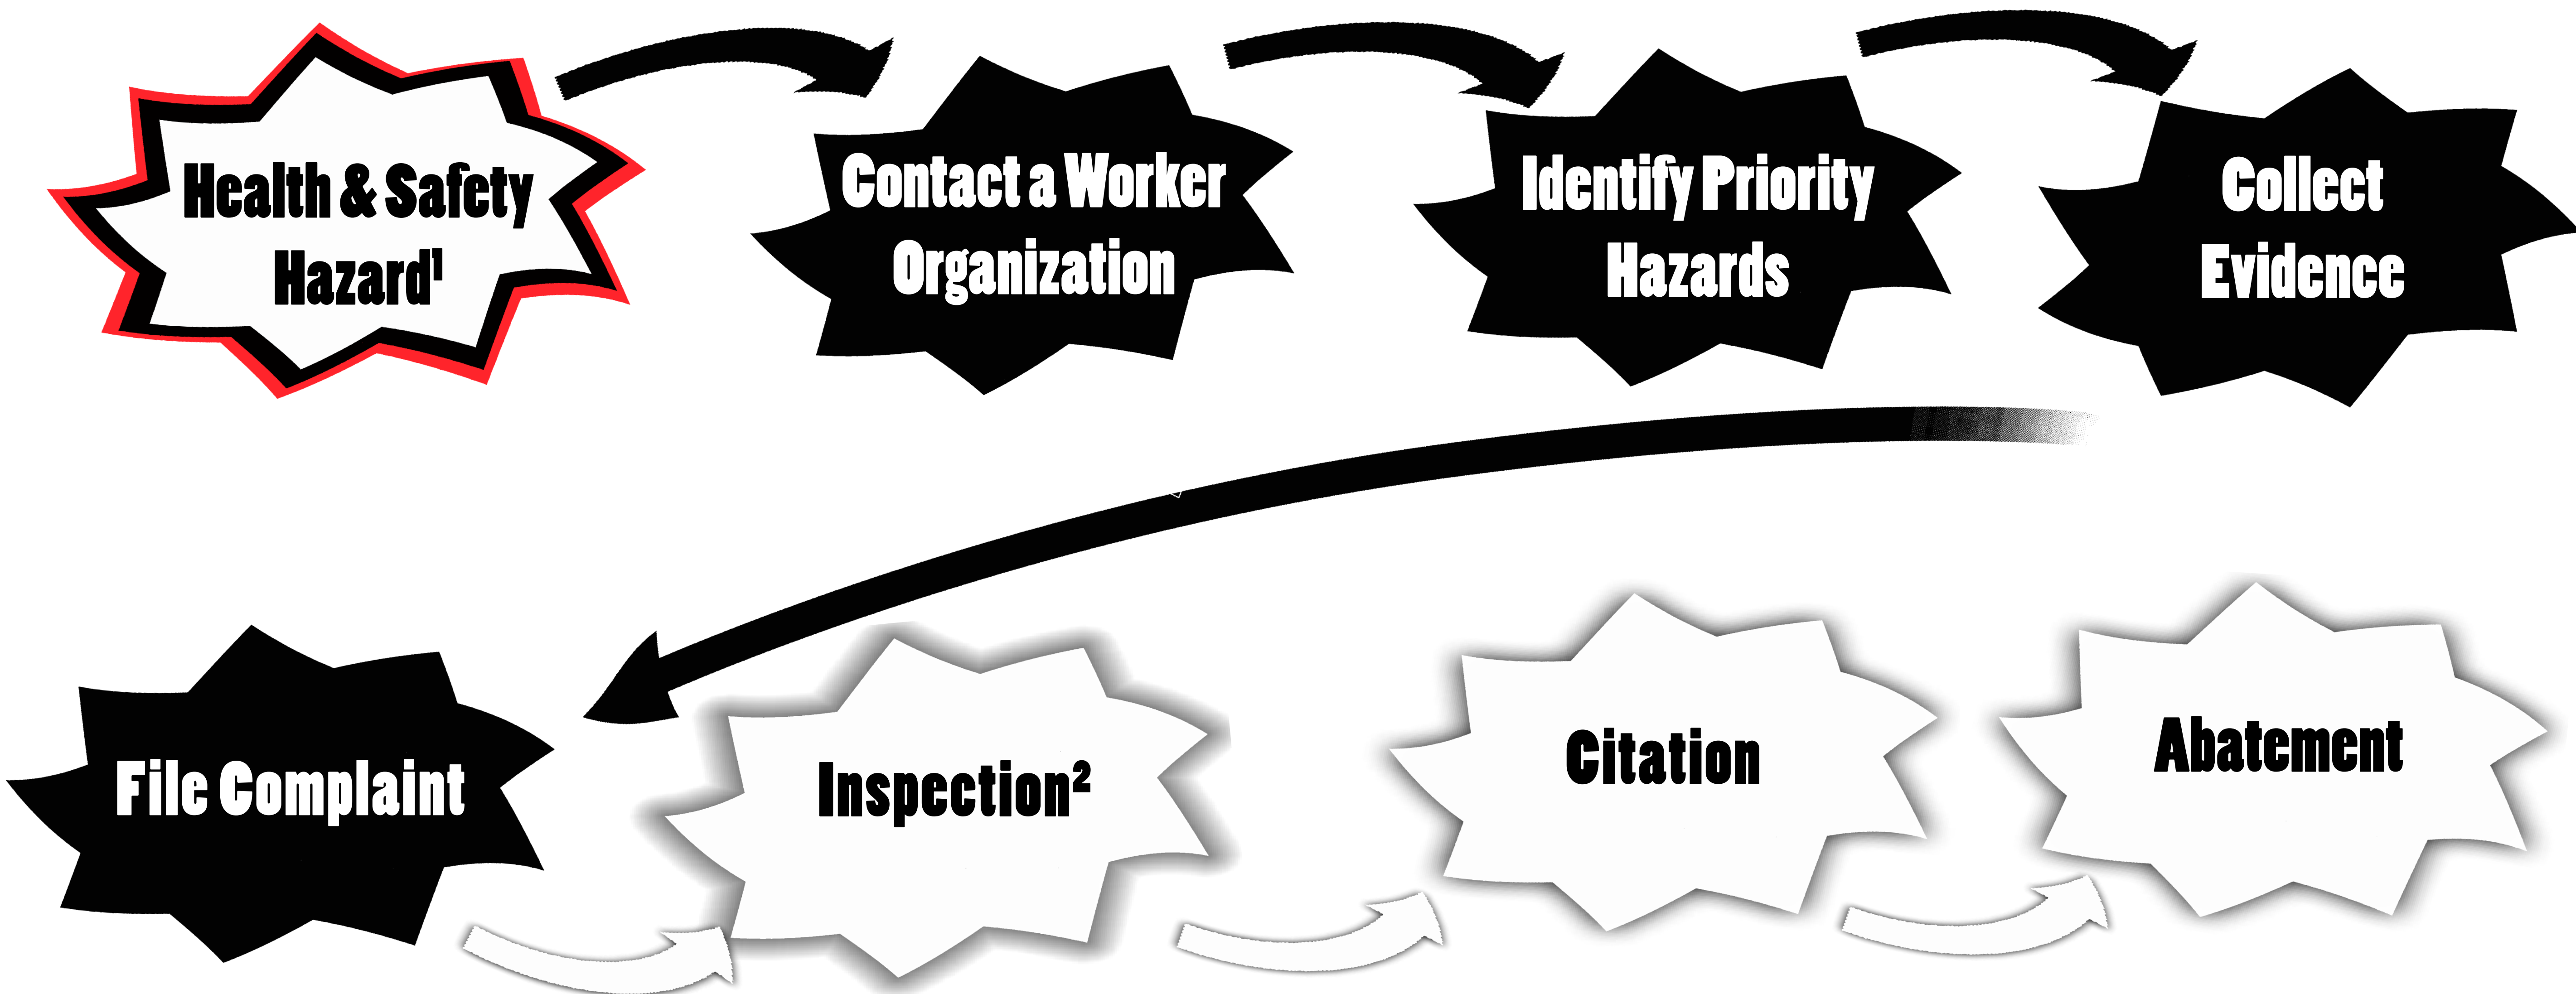 Health & Safety
Hazard¹
Contact a Worker
Organization
Identify Priority
Hazards
Collect
Evidence
File Complaint
Inspection²
Citation
Abatement